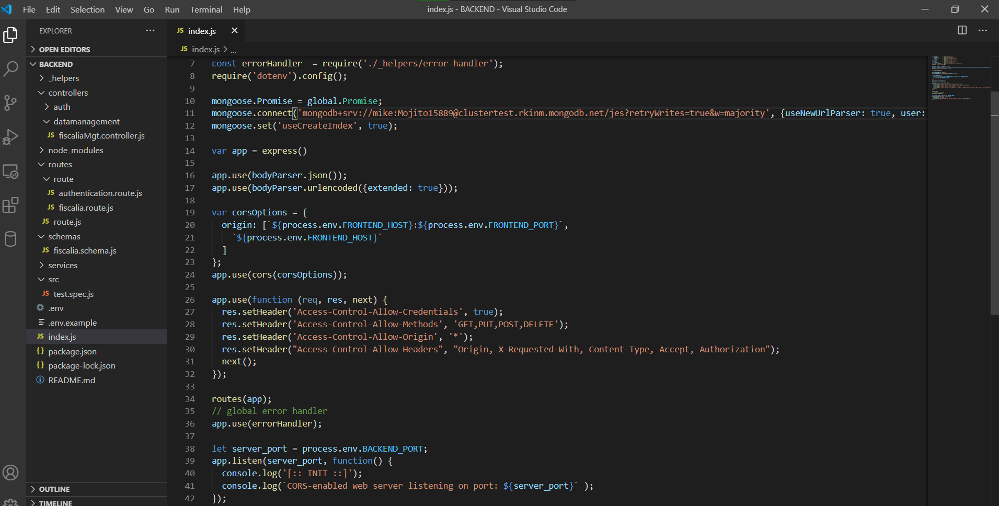 File Edit Selection View Go Run Terminal Help
index.js - BACKEND - Visual Studio Code
EXPLORER
OPEN EDITORS
BACKEND
_helpers
controllers
auth
datamanagement
JS fiscaliaMgt.controller.js
node_modules
routes
route
JS authentication.route.js
JS fiscalia.route.js
JS route.js
schemas
JS fiscalia.schema.js
services
src
JS test.spec.js
.env
.env.example
JS index.js
{} package.json
{} package-lock.json
README.md
OUTLINE
TIMELINE
JS index.js
JS index.js > ...
7 const errorHandler  = require('./_helpers/error-handler');
8 require('dotenv').config();
9
10 mongoose.Promise = global.Promise;
11 mongoose.connect('mongodb+srv://mike:Mojito15889@clustertest.rkinm.mongodb.net/jes?retryWrites=true&w=majority', {useNewUrlParser: true, user:
12 mongoose.set('useCreateIndex', true);
13
14 var app = express()
15
16 app.use(bodyParser.json());
17 app.use(bodyParser.urlencoded({extended: true}));
18
19 var corsOptions = {
20   origin: [`${process.env.FRONTEND_HOST}:${process.env.FRONTEND_PORT}`,
21     `${process.env.FRONTEND_HOST}`
22   ]
23 };
24 app.use(cors(corsOptions));
25
26 app.use(function (req, res, next) {
27   res.setHeader('Access-Control-Allow-Credentials', true);
28   res.setHeader('Access-Control-Allow-Methods', 'GET,PUT,POST,DELETE');
29   res.setHeader('Access-Control-Allow-Origin', '*');
30   res.setHeader("Access-Control-Allow-Headers", "Origin, X-Requested-With, Content-Type, Accept, Authorization");
31   next();
32 });
33
34 routes(app);
35 // global error handler
36 app.use(errorHandler);
37
38 let server_port = process.env.BACKEND_PORT;
39 app.listen(server_port, function() {
40   console.log('[:: INIT ::]');
41   console.log(`CORS-enabled web server listening on port: ${server_port}` );
42 });